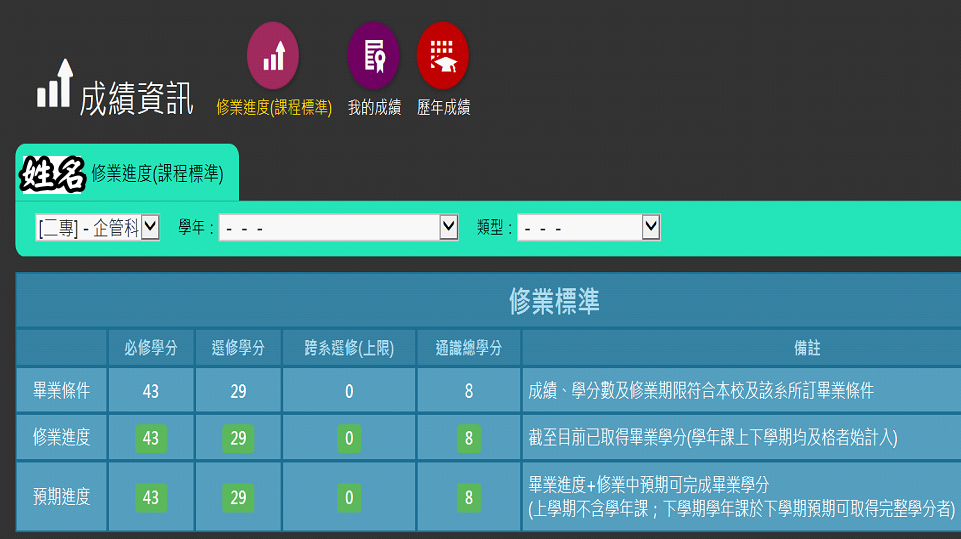 成績資訊
修業進度(課程標準)
我的成績
歷年成績
姓名 修業進度(課程標準)
[二專] - 企管科 學年： - - - 類型： - - -
修業標準
必修學分 選修學分 跨系選修(上限) 通識總學分 備註
畢業條件 43 29 0 8 成績、學分數及修業期限符合本校及該系所訂畢業條件
修業進度 43 29 0 8 截至目前已取得畢業學分(學年課上下學期均及格者始計入)
預期進度 43 29 0 8 畢業進度+修業中預期可完成畢業學分
(上學期不含學年課；下學期學年課於下學期預期可取得完整學分者)